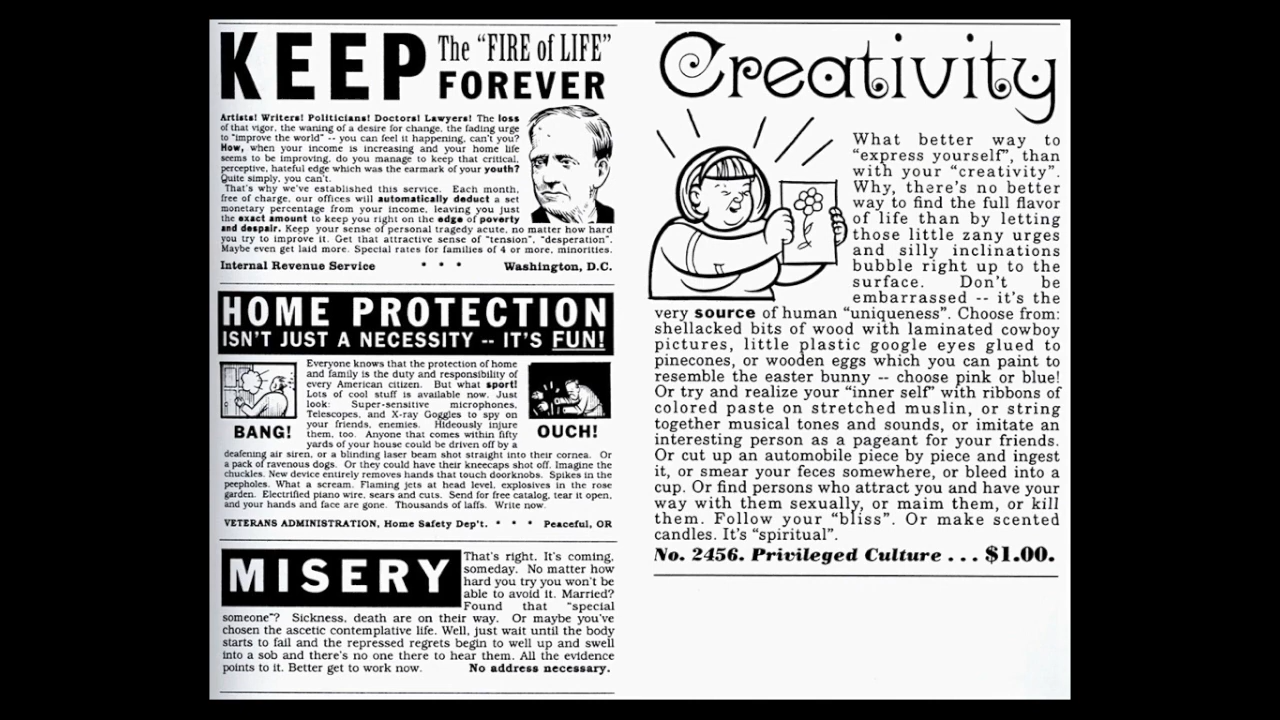 KEEP The "FIRE of LIFE"
FOREVER
Artists! Writers! Politicians! Doctors! Lawyers! The loss
of that vigor, the waning of a desire for change, the fading urge
to "improve the world" -- you can feel it happening, can't you?
How, when your income is increasing and your home life
seems to be improving, do you manage to keep that critical,
perceptive, hateful edge which was the earmark of your youth?
Quite simply, you can't.
That's why we've established this service. Each month,
free of charge, our offices will automatically deduct a set
monetary percentage from your income, leaving you just
the exact amount to keep you right on the edge of poverty
and despair. Keep your sense of personal tragedy acute, no matter how hard
you try to improve it. Get that attractive sense of "tension", "desperation".
Maybe even get laid more. Special rates for families of 4 or more, minorities.
Internal Revenue Service * * * Washington, D.C.
HOME PROTECTION
ISN'T JUST A NECESSITY -- IT'S FUN!
Everyone knows that the protection of home
and family is the duty and responsibility of
every American citizen. But what sport!
Lots of cool stuff is available now. Just
look: Super-sensitive microphones,
Telescopes, and X-ray Goggles to spy on
your friends, enemies. Hideously injure
them, too. Anyone that comes within fifty
yards of your house could be driven off by a
BANG!
OUCH!
deafening air siren, or a blinding laser beam shot straight into their cornea. Or
a pack of ravenous dogs. Or they could have their kneecaps shot off. Imagine the
chuckles. New device entirely removes hands that touch doorknobs. Spikes in the
peepholes. What a scream. Flaming jets at head level, explosives in the rose
garden. Electrified piano wire, sears and cuts. Send for free catalog, tear it open,
and your hands and face are gone. Thousands of laffs. Write now.
VETERANS ADMINISTRATION, Home Safety Dep't. * * * Peaceful, OR
MISERY
That's right. It's coming,
someday. No matter how
hard you try you won't be
able to avoid it. Married?
Found that "special
someone"? Sickness, death are on their way. Or maybe you've
chosen the ascetic contemplative life. Well, just wait until the body
starts to fail and the repressed regrets begin to well up and swell
into a sob and there's no one there to hear them. All the evidence
points to it. Better get to work now. No address necessary.
Creativity
What better way to
"express yourself", than
with your "creativity".
Why, there's no better
way to find the full flavor
of life than by letting
those little zany urges
and silly inclinations
bubble right up to the
surface. Don't be
embarrassed -- it's the
very source of human "uniqueness". Choose from:
shellacked bits of wood with laminated cowboy
pictures, little plastic google eyes glued to
pinecones, or wooden eggs which you can paint to
resemble the easter bunny -- choose pink or blue!
Or try and realize your "inner self" with ribbons of
colored paste on stretched muslin, or string
together musical tones and sounds, or imitate an
interesting person as a pageant for your friends.
Or cut up an automobile piece by piece and ingest
it, or smear your feces somewhere, or bleed into a
cup. Or find persons who attract you and have your
way with them sexually, or maim them, or kill
them. Follow your "bliss". Or make scented
candles. It's "spiritual".
No. 2456. Privileged Culture . . . $1.00.